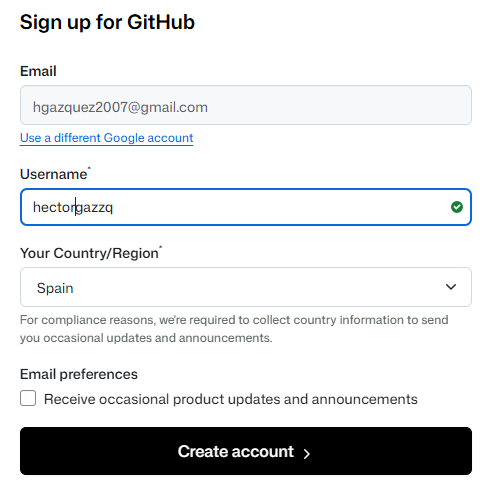 Sign up for GitHub
Email
hgazquez2007@gmail.com
Use a different Google account
Username*
hectorgazzq
Your Country/Region*
Spain
For compliance reasons, we're required to collect country information to send
you occasional updates and announcements.
Email preferences
Receive occasional product updates and announcements
Create account